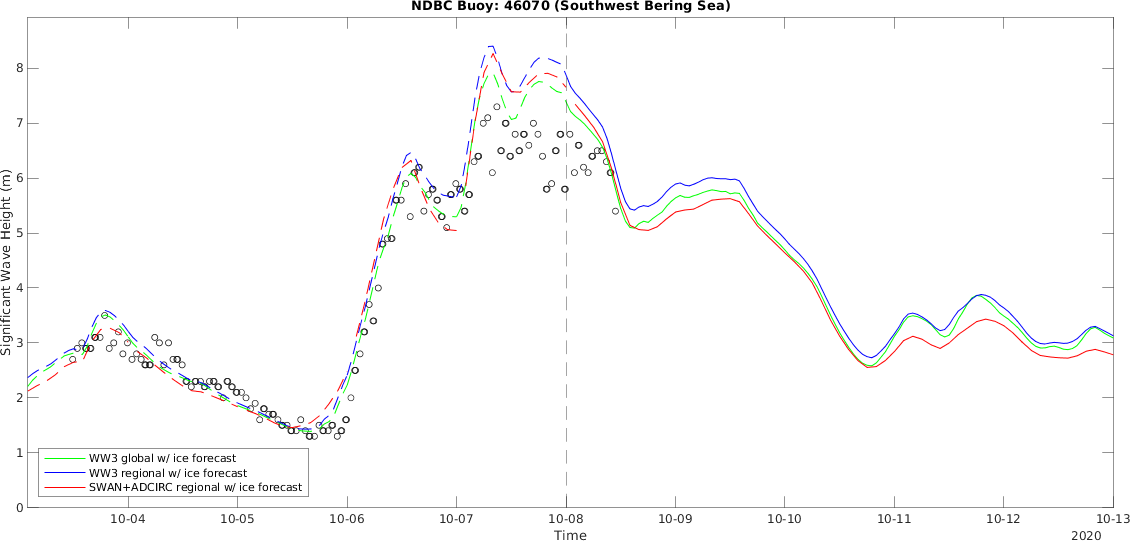 NDBC Buoy: 46070 (Southwest Bering Sea)
Significant Wave Height (m)
8
7
6
5
4
3
2
1
0
WW3 global w/ ice forecast
WW3 regional w/ ice forecast
SWAN+ADCIRC regional w/ ice forecast
10-04 10-05 10-06 10-07 10-08 10-09 10-10 10-11 10-12 10-13
Time
2020